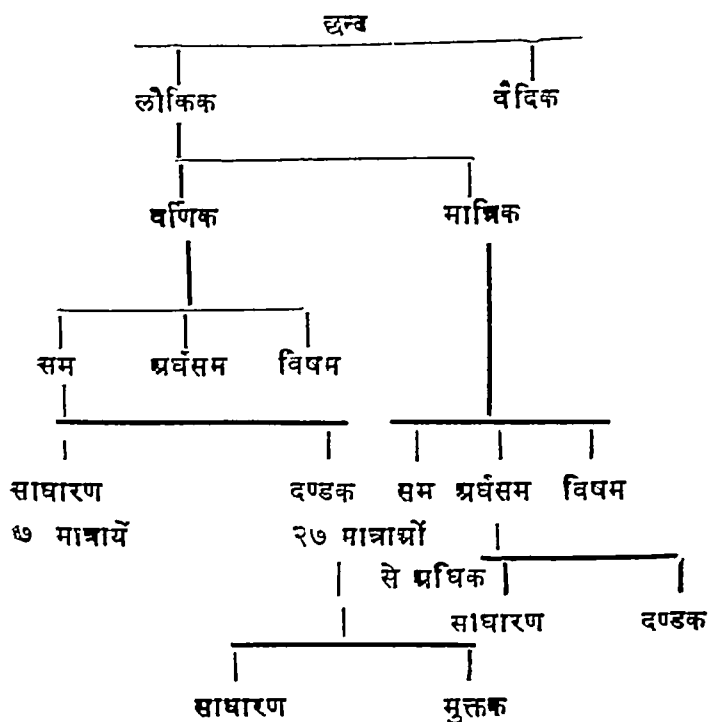 छन्द
लौकिक वैदिक
वर्णिक मात्रिक
सम अर्धसम विषम
साधारण दण्डक सम अर्धसम विषम
७ मात्रायें २७ मात्राओं
से अधिक
साधारण दण्डक
साधारण मुक्तक